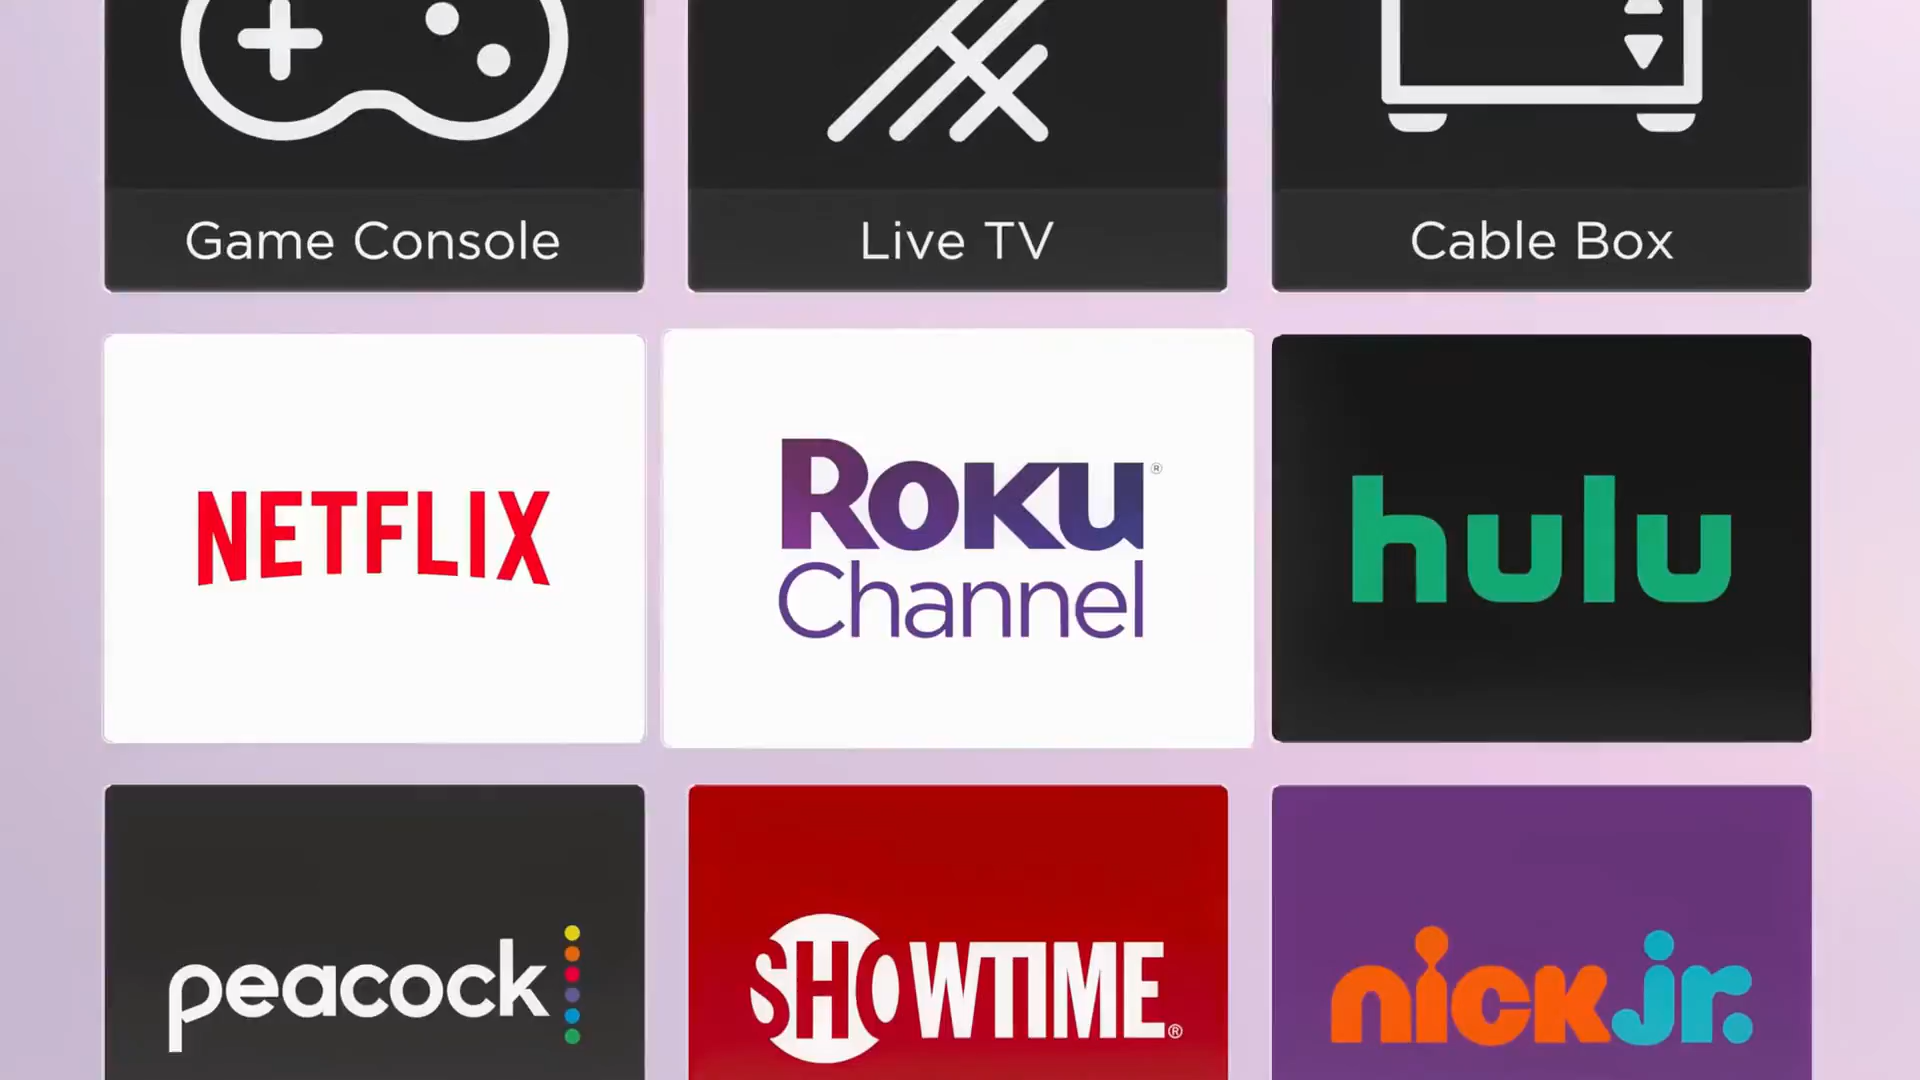 Game Console
Live TV
Cable Box
NETFLIX
ROKU®
Channel
hulu
peacock
SHOWTIME®
nick jr.